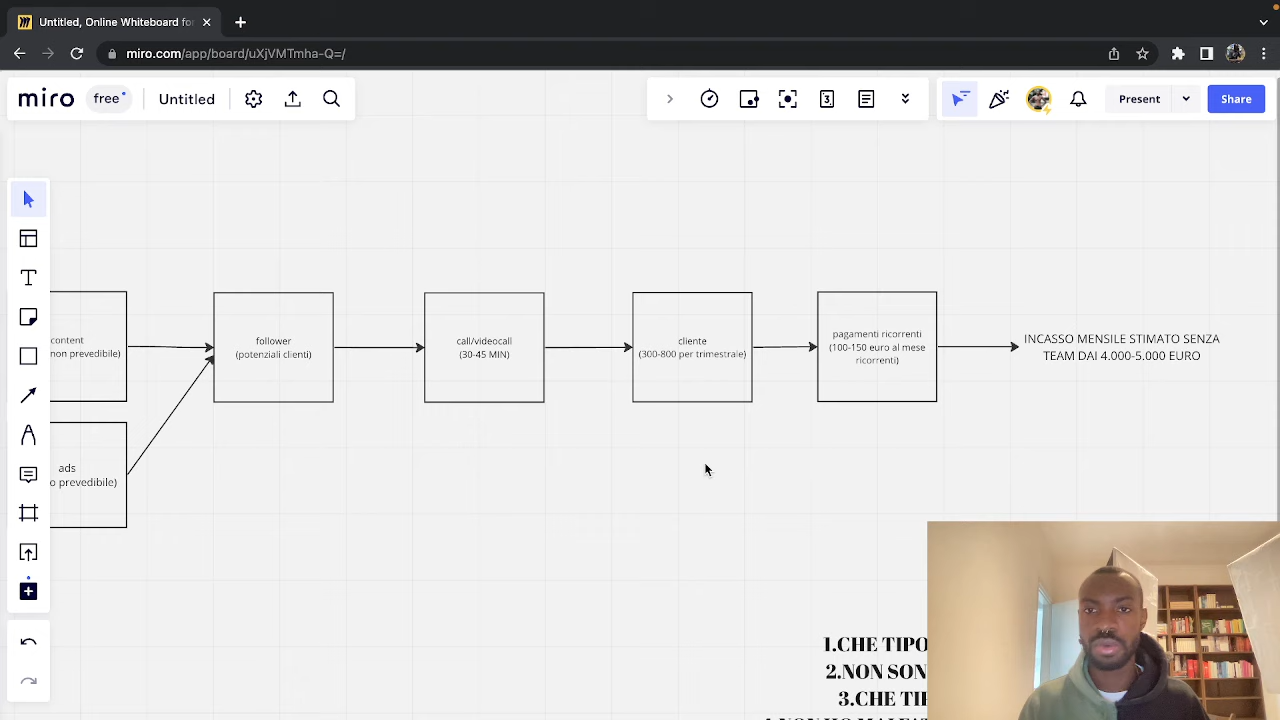 Untitled, Online Whiteboard for
miro.com/app/board/uXjVMTmha-Q=/
miro
free
Untitled
3
Present
Share
content
non prevedibile)
ads
o prevedibile)
follower
(potenziali clienti)
call/videocall
(30-45 MIN)
cliente
(300-800 per trimestrale)
pagamenti ricorrenti
(100-150 euro al mese
ricorrenti)
INCASSO MENSILE STIMATO SENZA
TEAM DAI 4.000-5.000 EURO
1.CHE TIPO
2.NON SON
3.CHE TIP